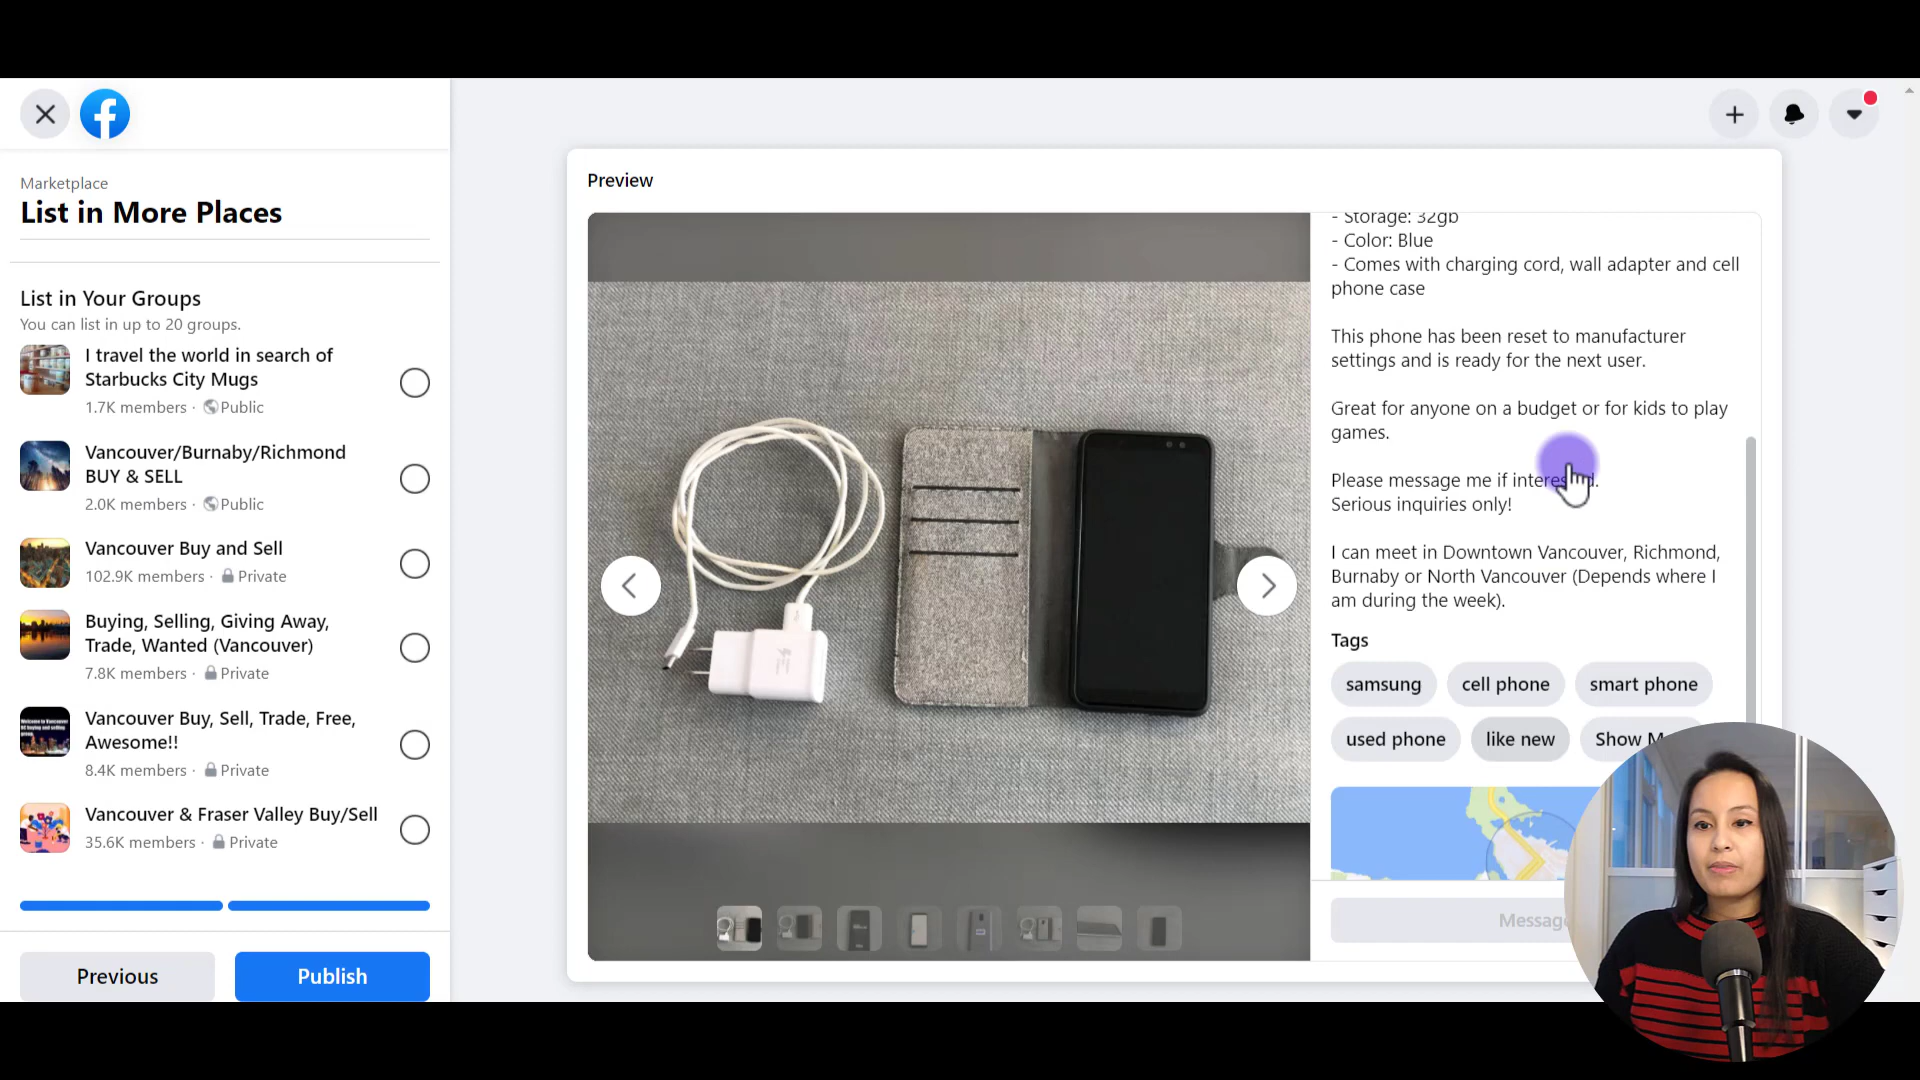 Marketplace
List in More Places
List in Your Groups
You can list in up to 20 groups.
I travel the world in search of
Starbucks City Mugs
1.7K members · Public
Vancouver/Burnaby/Richmond
BUY & SELL
2.0K members · Public
Vancouver Buy and Sell
102.9K members · Private
Buying, Selling, Giving Away,
Trade, Wanted (Vancouver)
7.8K members · Private
Vancouver Buy, Sell, Trade, Free,
Awesome!!
8.4K members · Private
Vancouver & Fraser Valley Buy/Sell
35.6K members · Private
Previous
Publish
Preview
- Storage: 32gb
- Color: Blue
- Comes with charging cord, wall adapter and cell
phone case
This phone has been reset to manufacturer
settings and is ready for the next user.
Great for anyone on a budget or for kids to play
games.
Please message me if interested.
Serious inquiries only!
I can meet in Downtown Vancouver, Richmond,
Burnaby or North Vancouver (Depends where I
am during the week).
Tags
samsung
cell phone
smart phone
used phone
like new
Show M
Messag